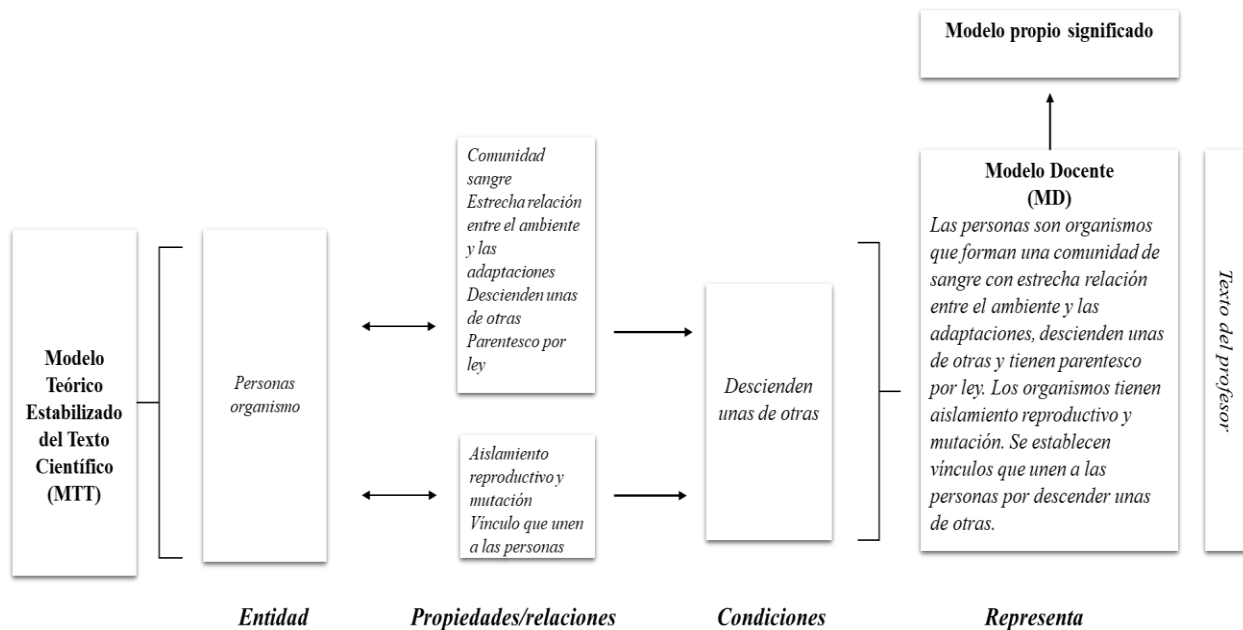 Modelo propio significado
Modelo
Teórico
Estabilizado
del Texto
Científico
(MTT)
Personas
organismo
Comunidad
sangre
Estrecha relación
entre el ambiente
y las
adaptaciones
Descienden unas
de otras
Parentesco por
ley
Aislamiento
reproductivo y
mutación
Vínculo que unen
a las personas
Descienden
unas de otras
Modelo Docente
(MD)
Las personas son organismos
que forman una comunidad de
sangre con estrecha relación
entre el ambiente y las
adaptaciones, descienden unas
de otras y tienen parentesco
por ley. Los organismos tienen
aislamiento reproductivo y
mutación. Se establecen
vínculos que unen a las
personas por descender unas
de otras.
Texto del profesor
Entidad
Propiedades/relaciones
Condiciones
Representa